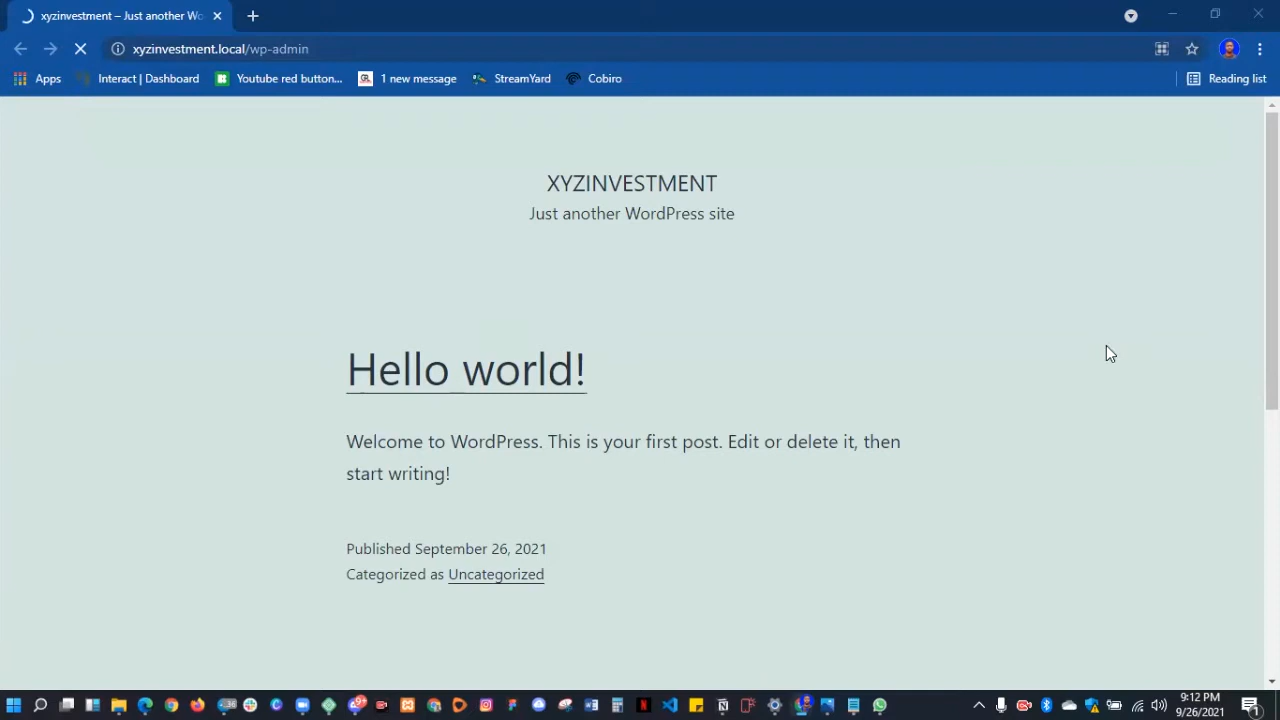 xyzinvestment – Just another Wo
xyzinvestment.local/wp-admin
Apps
Interact | Dashboard
Youtube red button...
1 new message
StreamYard
Cobiro
Reading list
XYZINVESTMENT
Just another WordPress site
Hello world!
Welcome to WordPress. This is your first post. Edit or delete it, then
start writing!
Published September 26, 2021
Categorized as Uncategorized
9:12 PM
9/26/2021